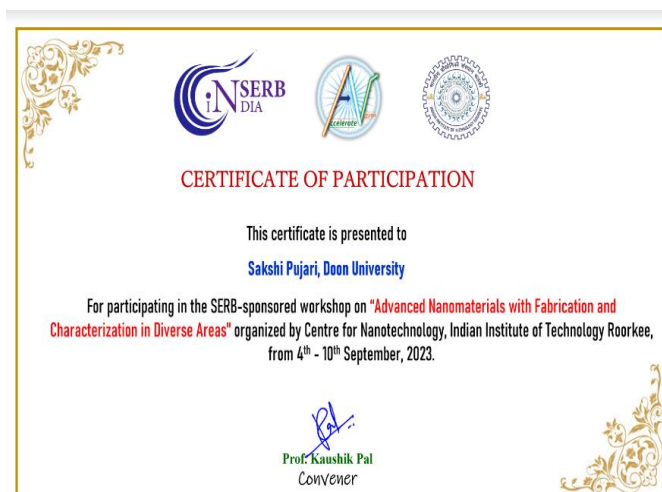 iNSERB
INDIA
Accelerate
CERTIFICATE OF PARTICIPATION
This certificate is presented to
Sakshi Pujari, Doon University
For participating in the SERB-sponsored workshop on "Advanced Nanomaterials with Fabrication and
Characterization in Diverse Areas" organized by Centre for Nanotechnology, Indian Institute of Technology Roorkee,
from 4th - 10th September, 2023.
Prof. Kaushik Pal
Convener